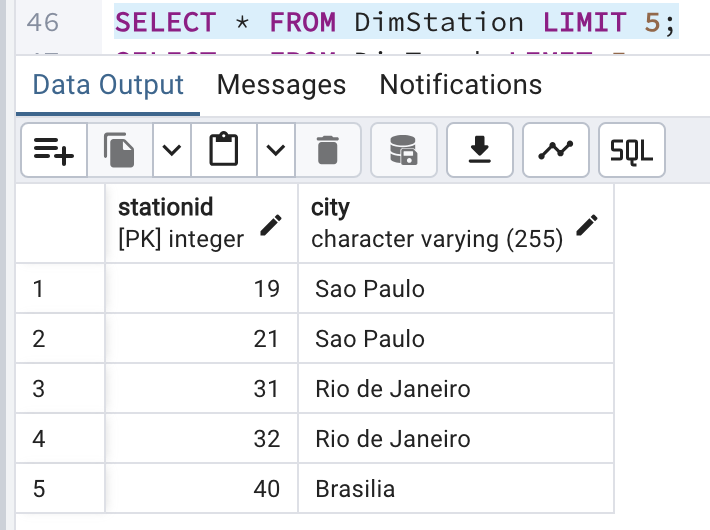 46 SELECT * FROM DimStation LIMIT 5;
Data Output Messages Notifications
SQL
stationid city
[PK] integer character varying (255)
1 19 Sao Paulo
2 21 Sao Paulo
3 31 Rio de Janeiro
4 32 Rio de Janeiro
5 40 Brasilia